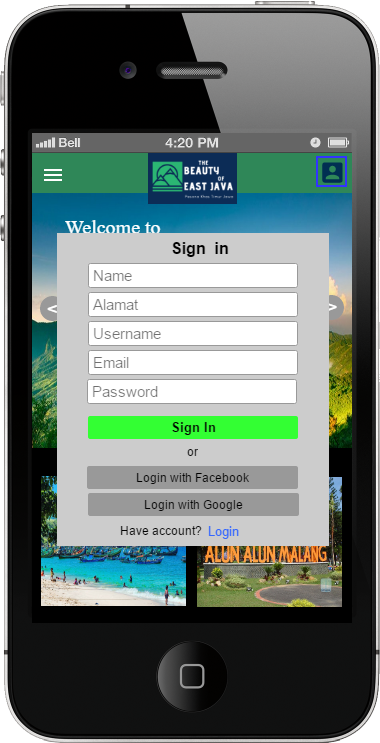 Bell 4:20 PM
THE
BEAUTY
OF
EAST JAVA
Welcome to
Sign in
<
>
Name
Alamat
Username
Email
Password
Sign In
or
Login with Facebook
Login with Google
Have account? Login
ALUN ALUN MALANG